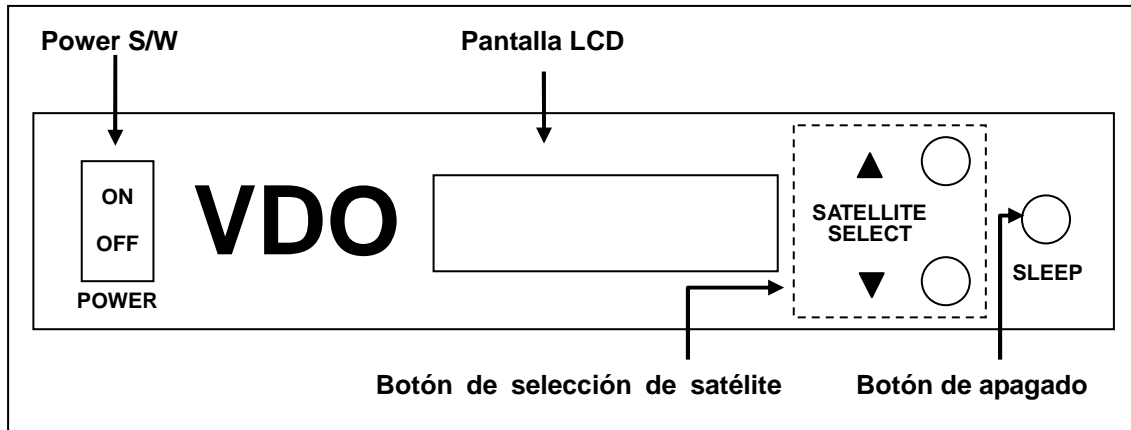 Power S/W
Pantalla LCD
ON
OFF
POWER
VDO
▲
SATELLITE
SELECT
▼
SLEEP
Botón de selección de satélite
Botón de apagado